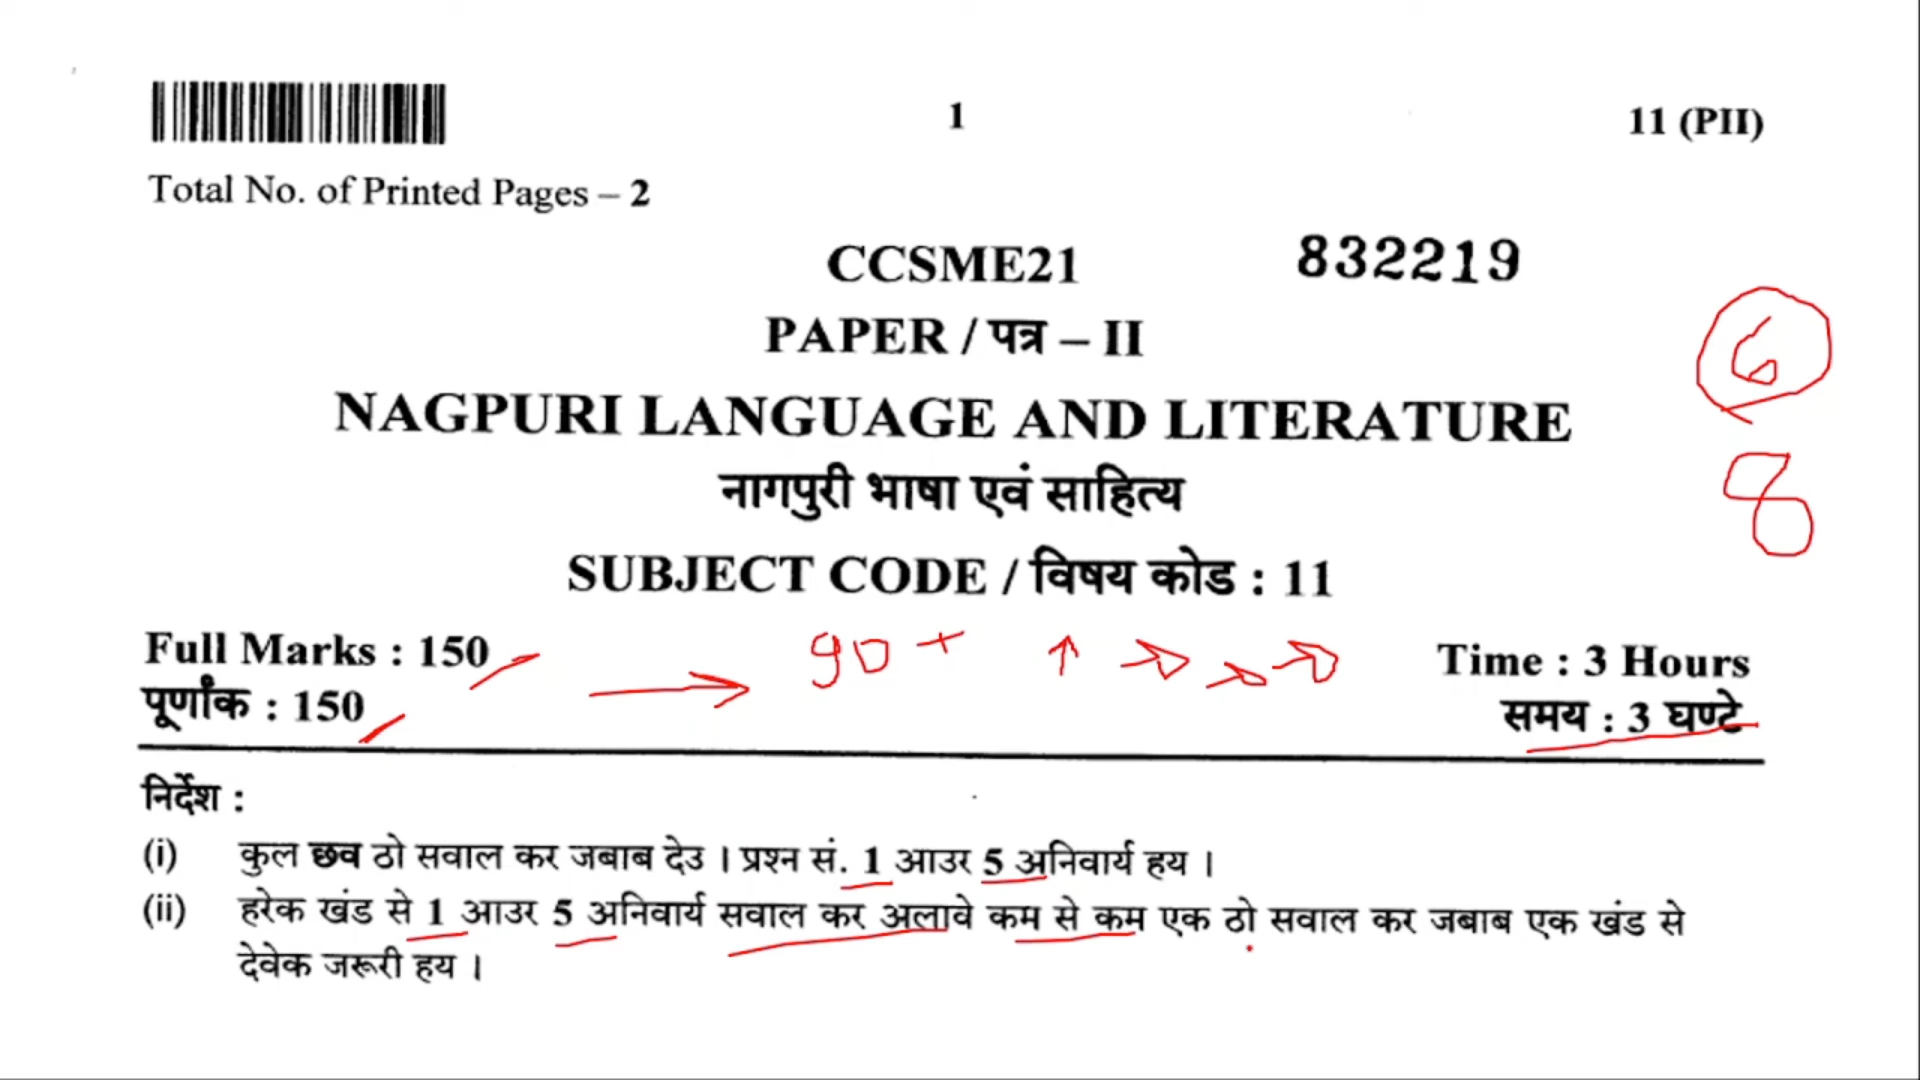 1
11 (PII)
Total No. of Printed Pages – 2
CCSME21
832219
PAPER / पत्र – II
6
NAGPURI LANGUAGE AND LITERATURE
नागपुरी भाषा एवं साहित्य
8
SUBJECT CODE / विषय कोड : 11
Full Marks : 150
90 +
Time : 3 Hours
पूर्णांक : 150
समय : 3 घण्टे
निर्देश :
(i) कुल छव ठो सवाल कर जबाब देउ । प्रश्न सं. 1 आउर 5 अनिवार्य हय ।
(ii) हरेक खंड से 1 आउर 5 अनिवार्य सवाल कर अलावे कम से कम एक ठो सवाल कर जबाब एक खंड से
देवेक जरूरी हय ।